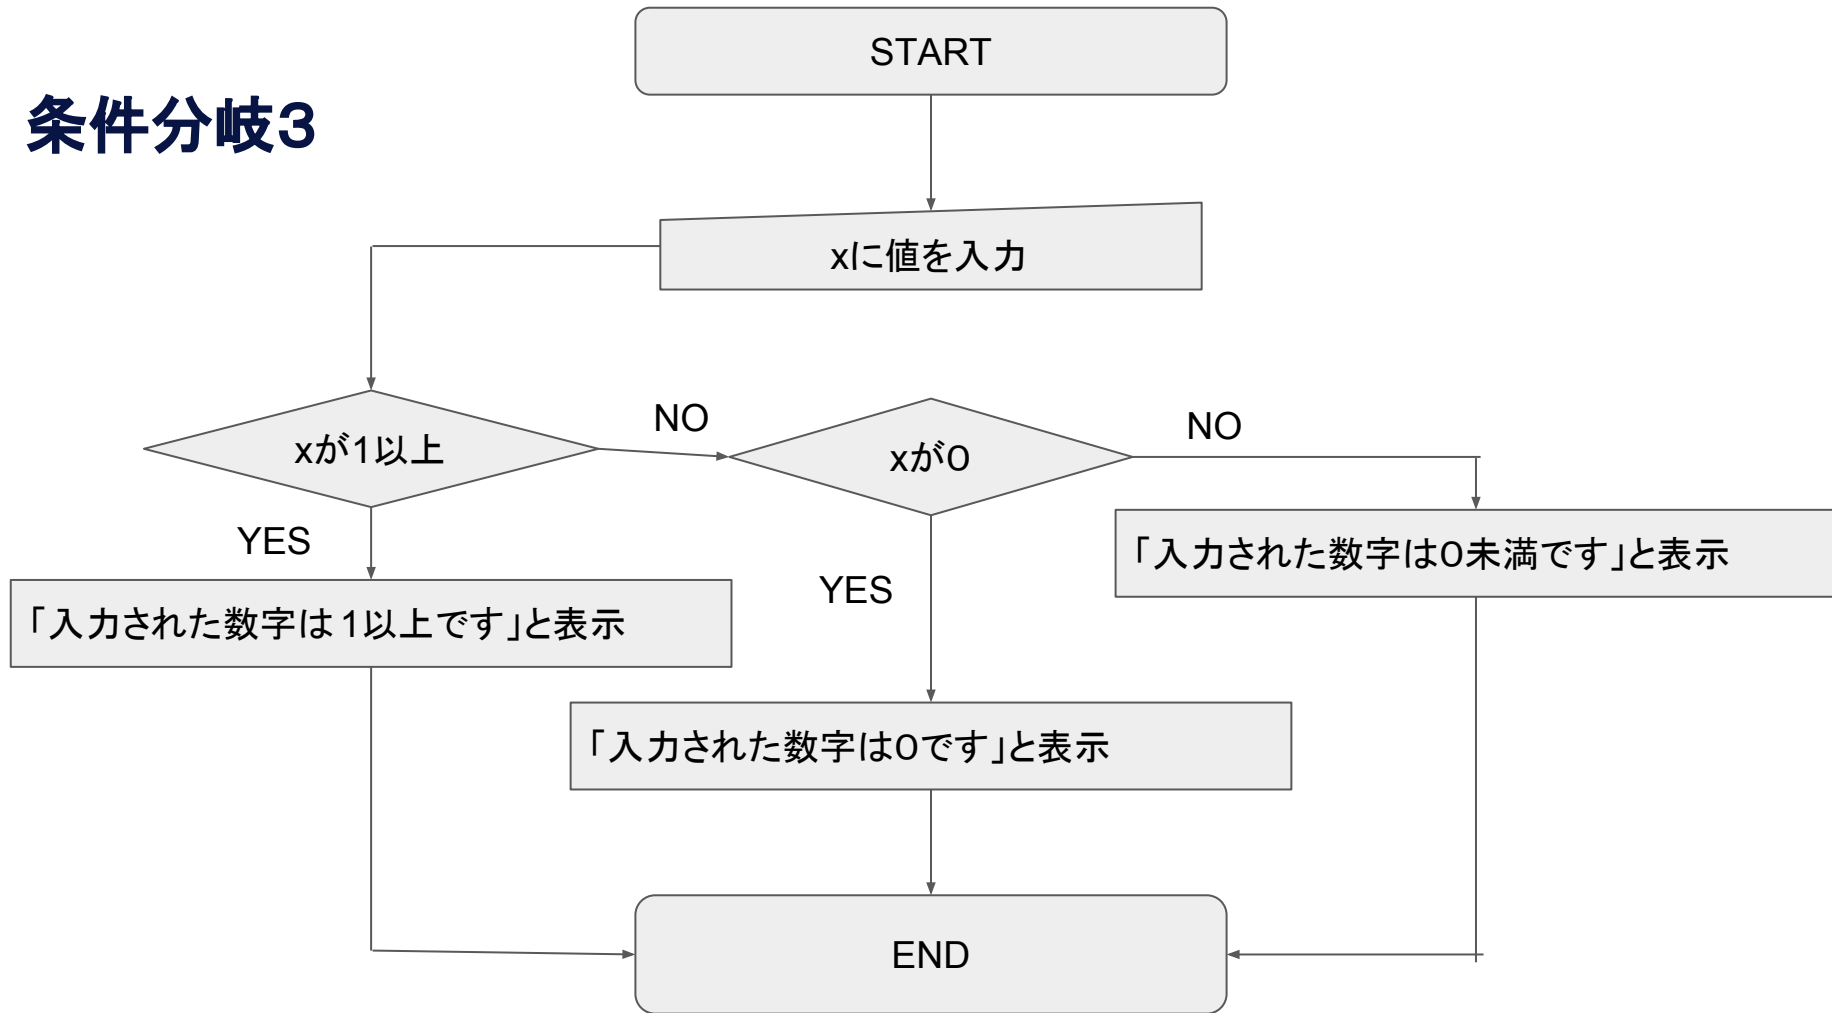 START
条件分岐3
xに値を入力
NO
NO
xが1以上
xが0
YES
「入力された数字は0未満です」と表示
YES
「入力された数字は1以上です」と表示
「入力された数字は0です」と表示
END